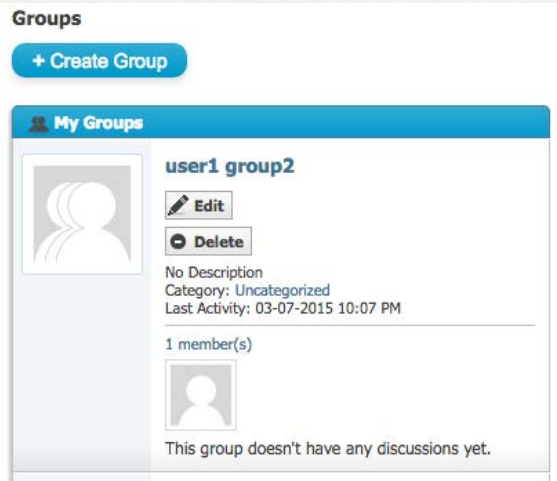 Groups
+ Create Group
My Groups
user1 group2
Edit
Delete
No Description
Category: Uncategorized
Last Activity: 03-07-2015 10:07 PM
1 member(s)
This group doesn't have any discussions yet.